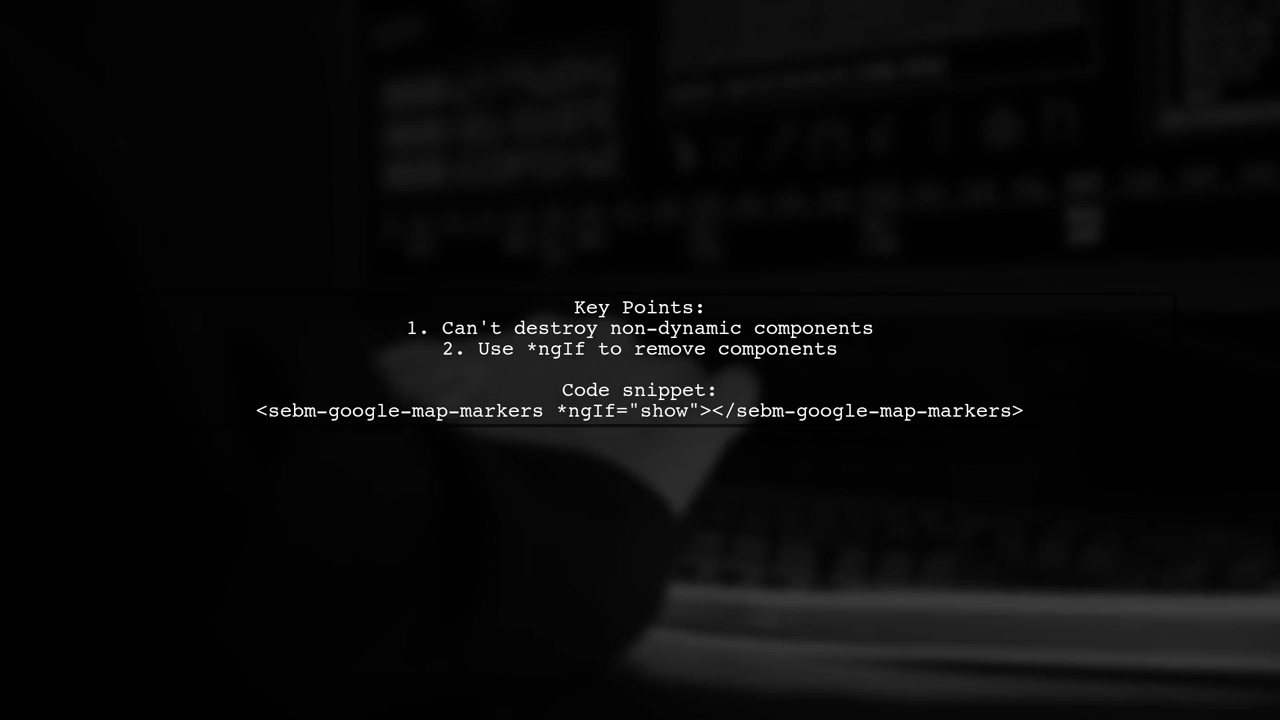 Key Points:
1. Can't destroy non-dynamic components
2. Use *ngIf to remove components
Code snippet:
<sebm-google-map-markers *ngIf="show"></sebm-google-map-markers>